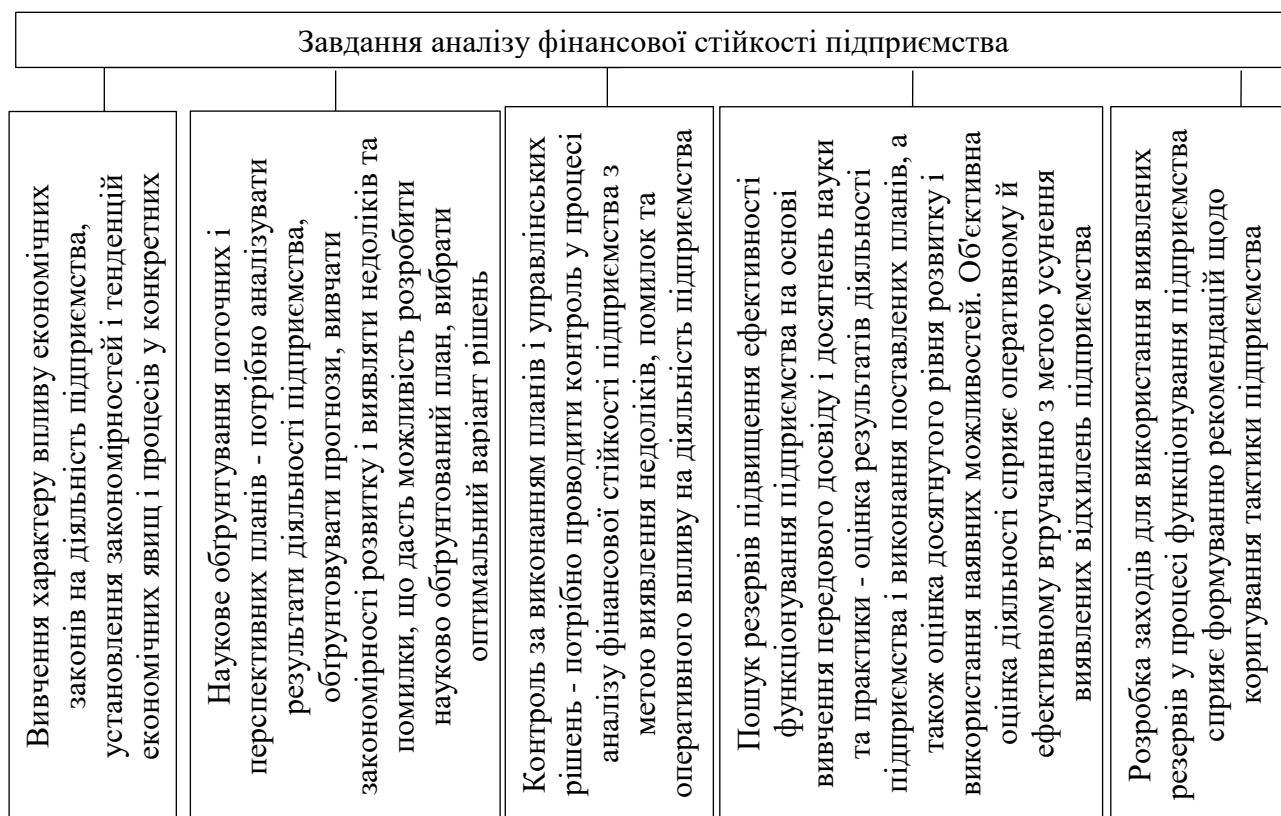 Завдання аналізу фінансової стійкості підприємства
Вивчення характеру впливу економічних
законів на діяльність підприємства,
установлення закономірностей і тенденцій
економічних явищ і процесів у конкретних
Наукове обґрунтування поточних і
перспективних планів - потрібно аналізувати
результати діяльності підприємства,
обґрунтовувати прогнози, вивчати
закономірності розвитку і виявляти недоліків та
помилки, що дасть можливість розробити
науково обґрунтований план, вибрати
оптимальний варіант рішень
Контроль за виконанням планів і управлінських
рішень - потрібно проводити контроль у процесі
аналізу фінансової стійкості підприємства з
метою виявлення недоліків, помилок та
оперативного впливу на діяльність підприємства
Пошук резервів підвищення ефективності
функціонування підприємства на основі
вивчення передового досвіду і досягнень науки
та практики - оцінка результатів діяльності
підприємства і виконання поставлених планів, а
також оцінка досягнутого рівня розвитку і
використання наявних можливостей. Об'єктивна
оцінка діяльності сприяє оперативному й
ефективному втручанню з метою усунення
виявлених відхилень підприємства
Розробка заходів для використання виявлених
резервів у процесі функціонування підприємства
сприяє формуванню рекомендацій щодо
коригування тактики підприємства